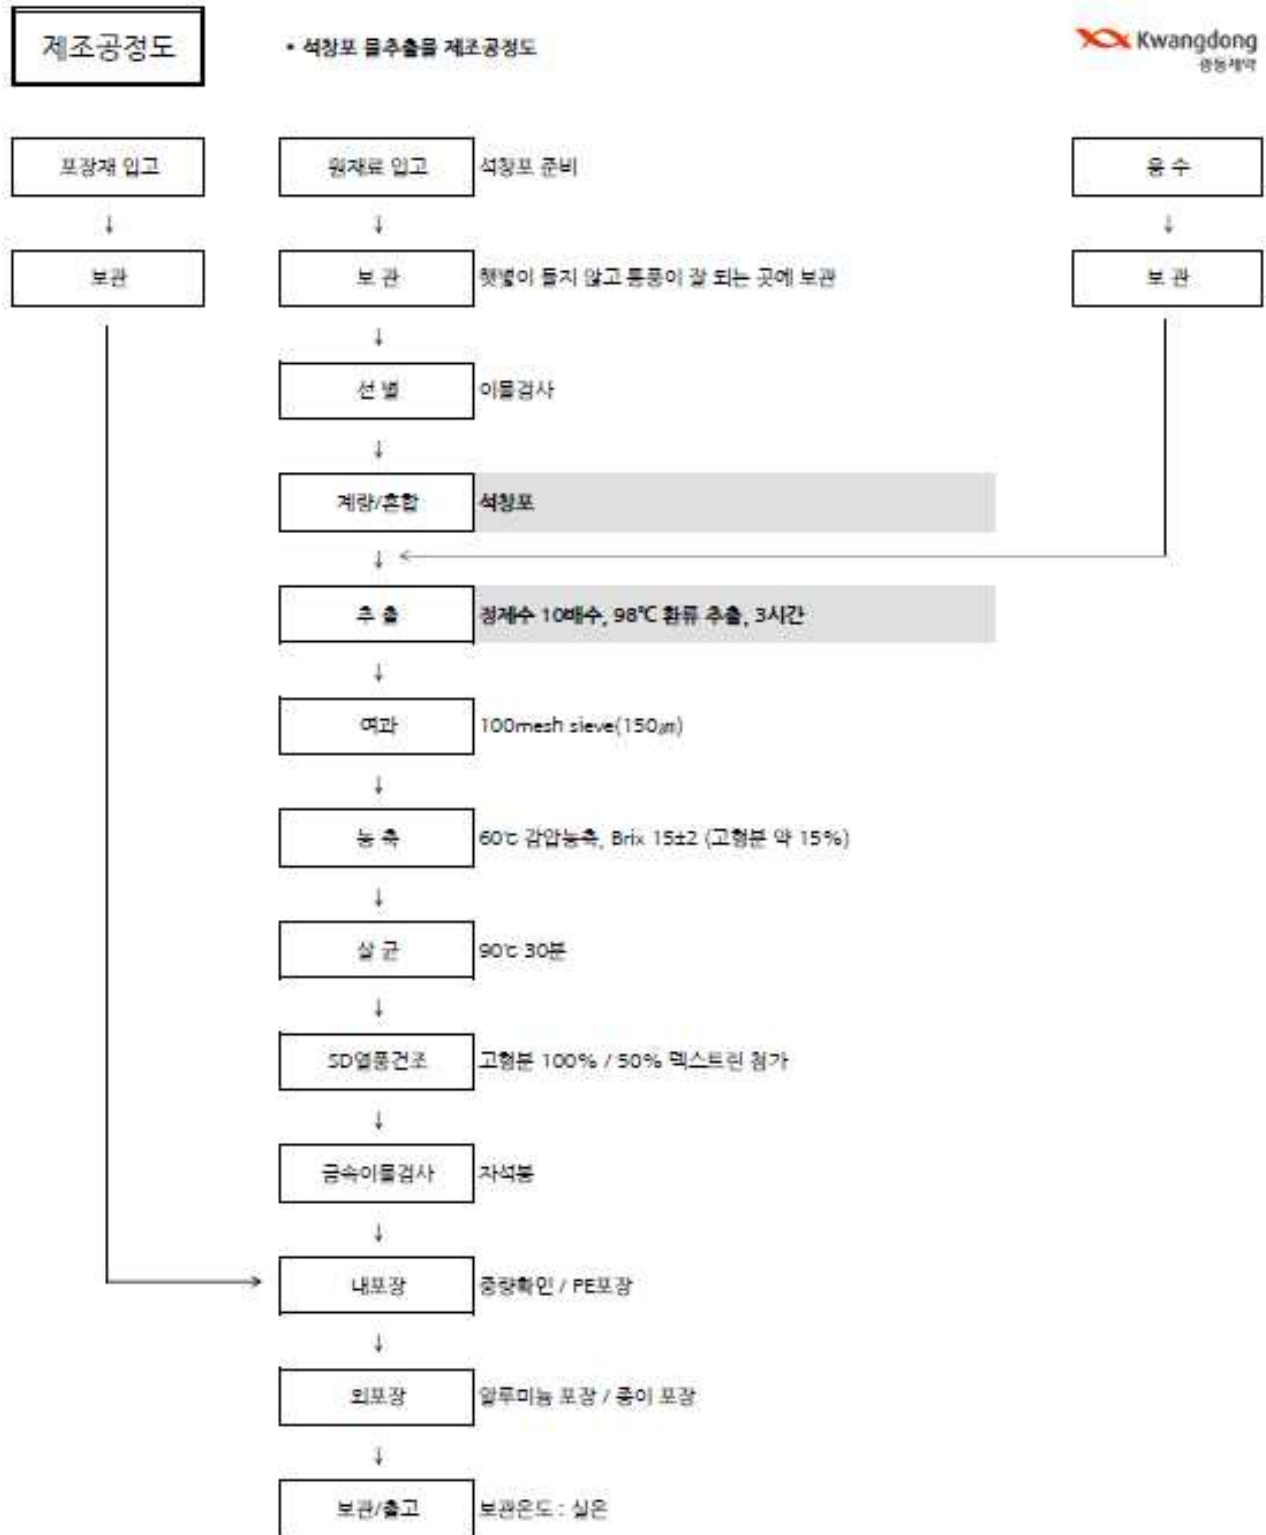 제조공정도
• 석창포 물추출물 제조공정도
Kwangdong
광동제약
포장재 입고
원재료 입고
석창포 준비
용 수
↓
↓
↓
보관
보 관
햇볕이 들지 않고 통풍이 잘 되는 곳에 보관
보 관
↓
선 별
이물검사
↓
계량/혼합
석창포
↓
추 출
정제수 10배수, 98℃ 환류 추출, 3시간
↓
여과
100mesh sieve(150㎛)
↓
농 축
60℃ 감압농축, Brix 15±2 (고형분 약 15%)
↓
살 균
90℃ 30분
↓
SD열풍건조
고형분 100% / 50% 덱스트린 첨가
↓
금속이물검사
자석봉
↓
내포장
중량확인 / PE포장
↓
외포장
알루미늄 포장 / 종이 포장
↓
보관/출고
보관온도 : 실온